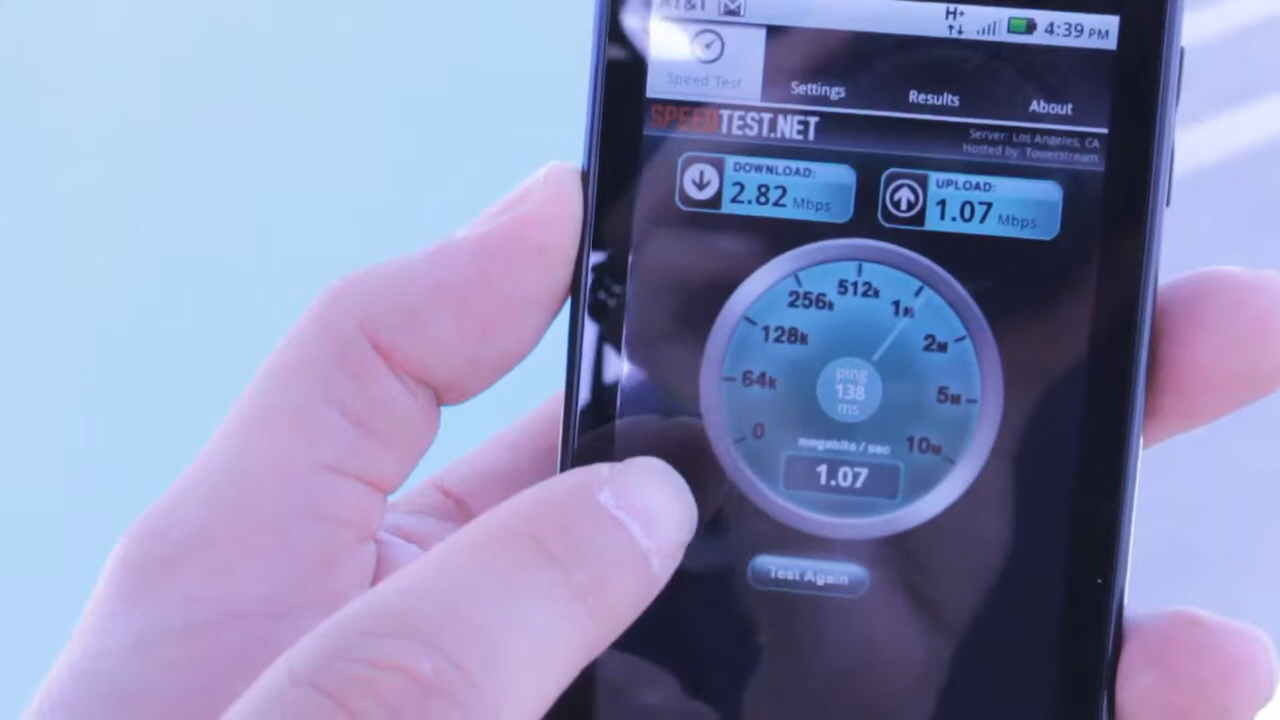 AT&T H+ 4:39 PM
Speed Test Settings Results About
SPEEDTEST.NET
Server: Los Angeles, CA
Hosted by: Towerstream
DOWNLOAD:
2.82 Mbps
UPLOAD:
1.07 Mbps
512k
256k 1M
128k 2M
64k 5M
0 10M
ping
138
ms
megabits / sec
1.07
Test Again